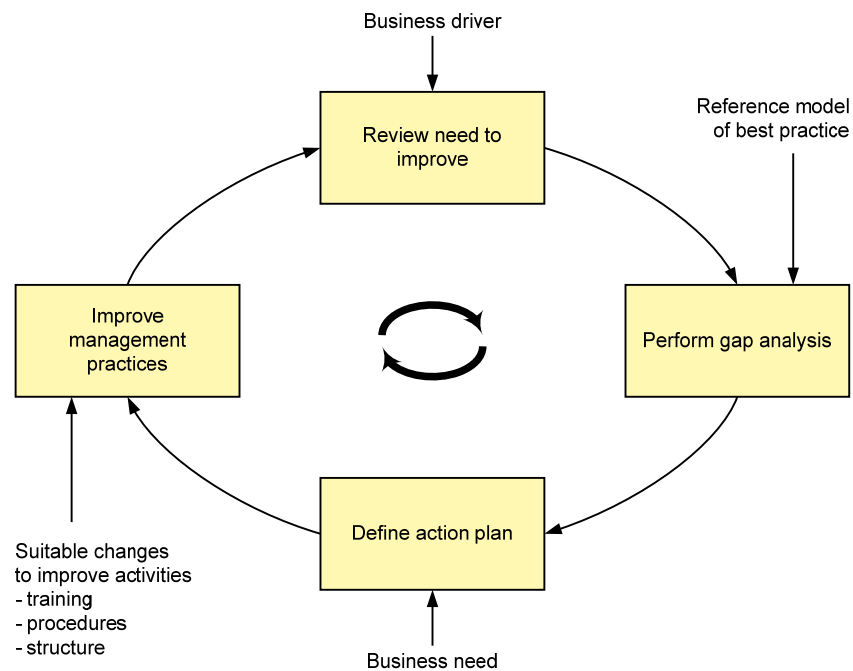 Business driver
Review need to
improve
Reference model
of best practice
Improve
management
practices
Perform gap analysis
Define action plan
Suitable changes
to improve activities
- training
- procedures
- structure
Business need